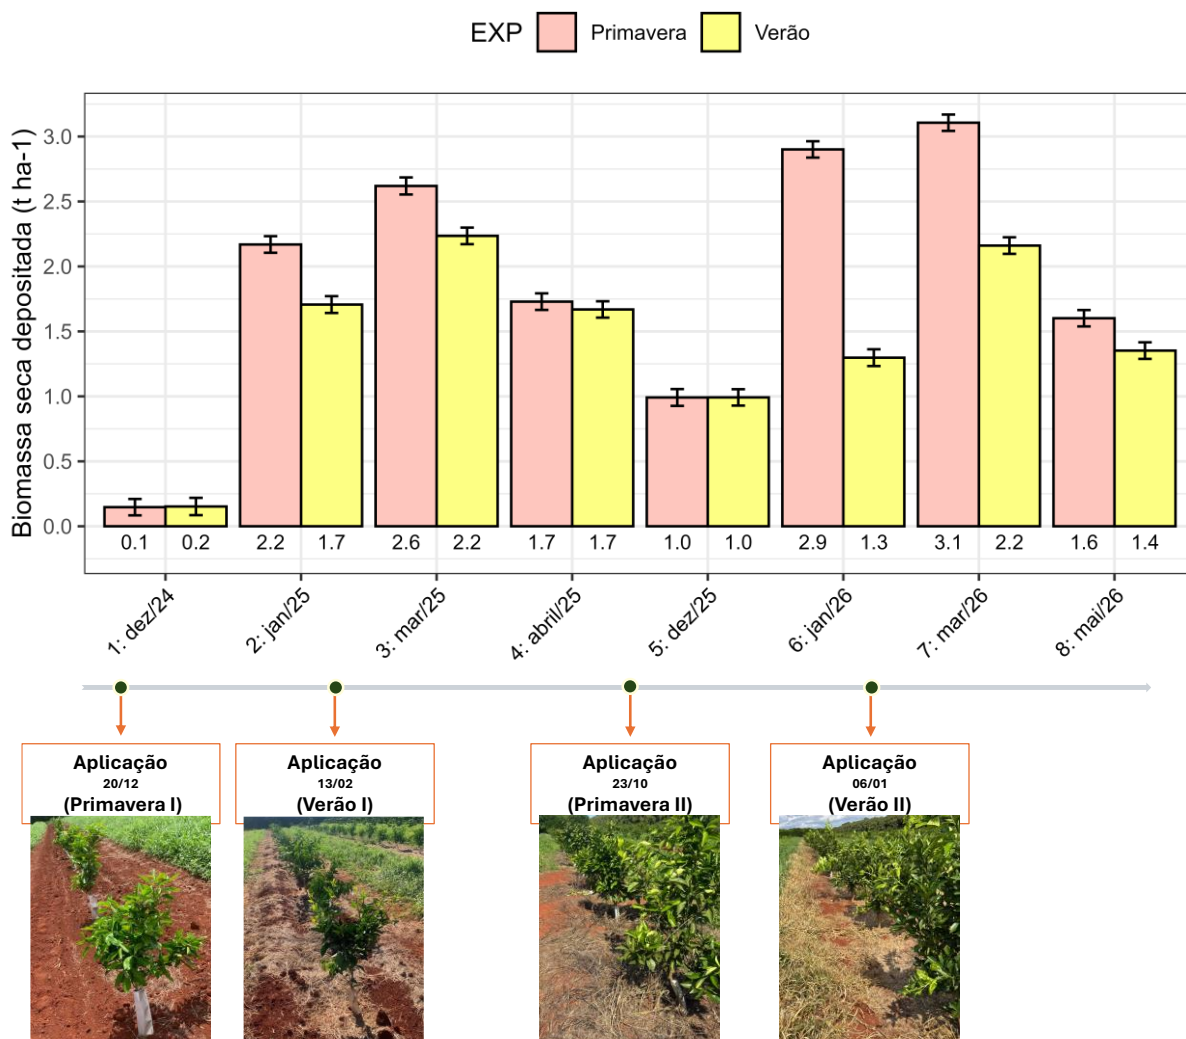 EXP Primavera Verão
Biomassa seca depositada (t ha-1)
3.0
2.5
2.0
1.5
1.0
0.5
0.0
0.1 0.2 2.2 1.7 2.6 2.2 1.7 1.7 1.0 1.0 2.9 1.3 3.1 2.2 1.6 1.4
1: dez/24
2: jan/25
3: mar/25
4: abril/25
5: dez/25
6: jan/26
7: mar/26
8: mai/26
Aplicação
20/12
(Primavera I)
Aplicação
13/02
(Verão I)
Aplicação
23/10
(Primavera II)
Aplicação
06/01
(Verão II)